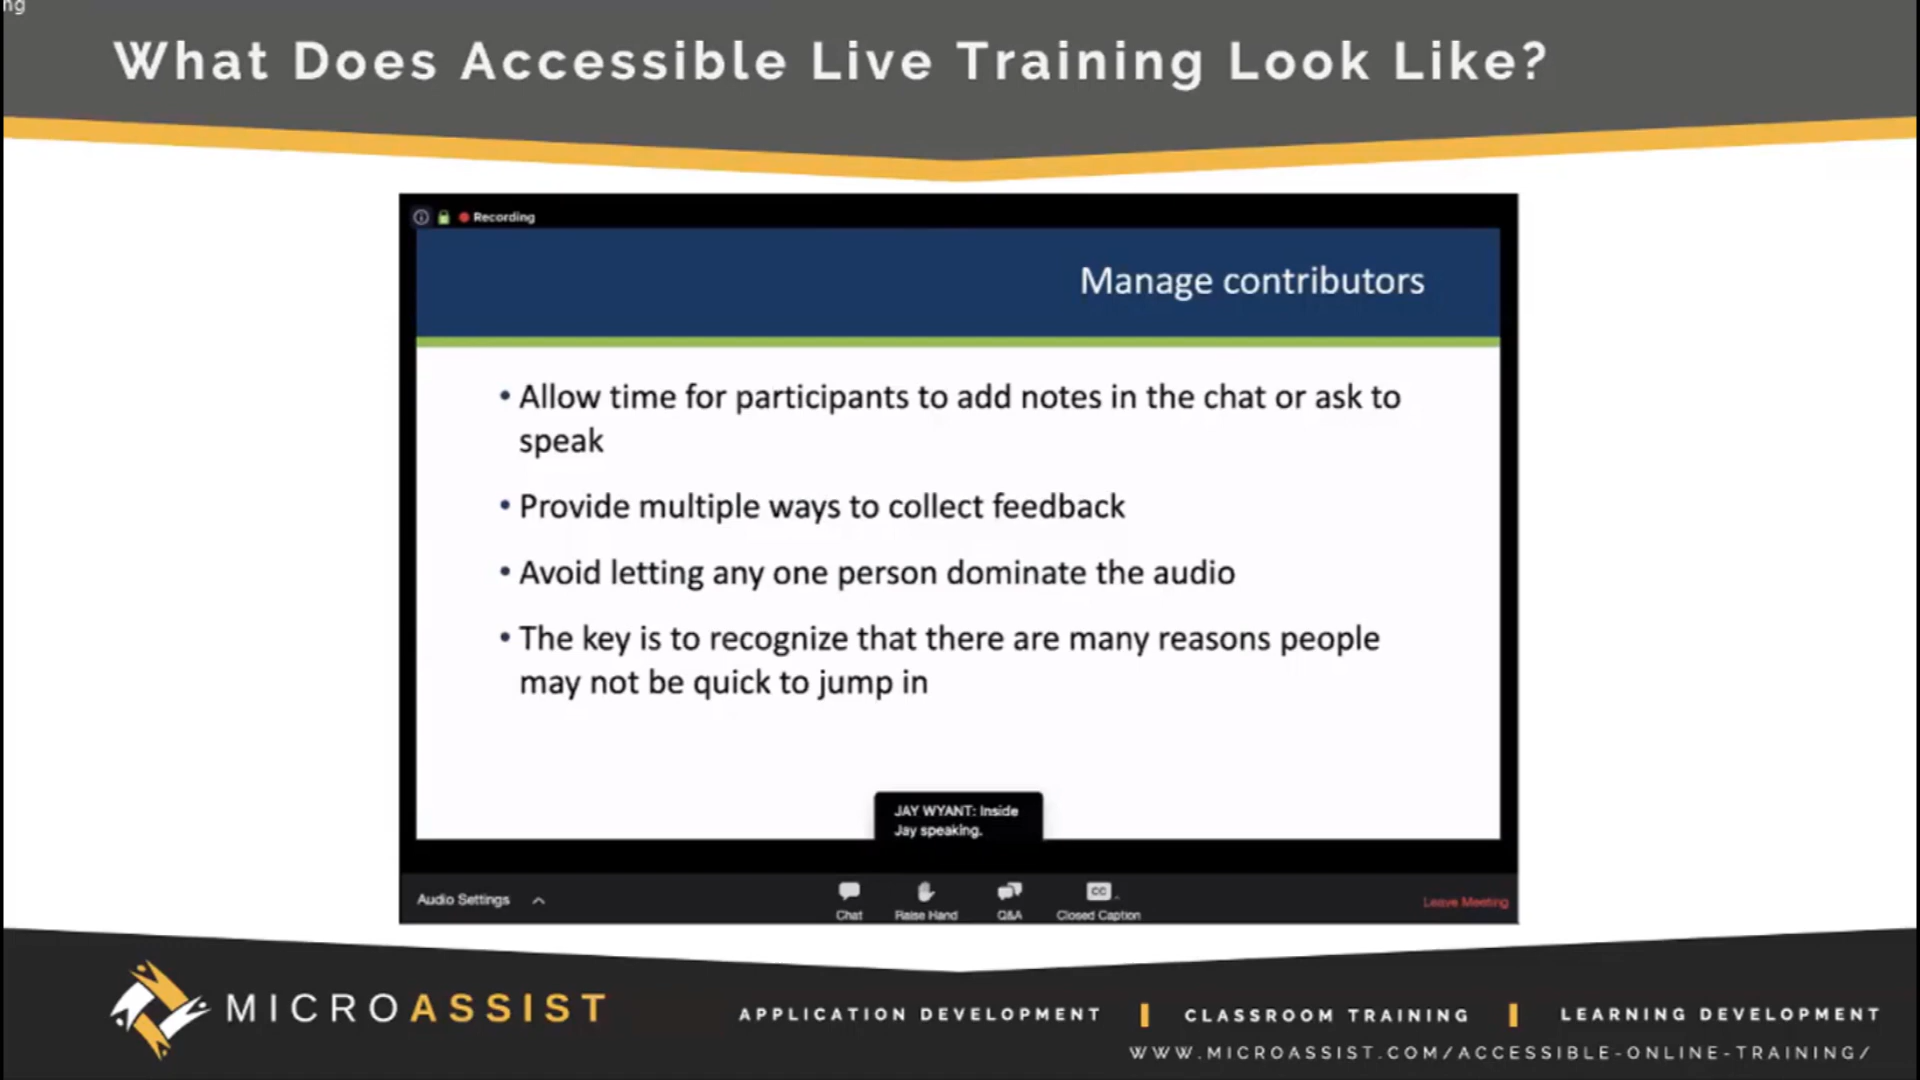 ng
What Does Accessible Live Training Look Like?
Recording
Manage contributors
• Allow time for participants to add notes in the chat or ask to
speak
• Provide multiple ways to collect feedback
• Avoid letting any one person dominate the audio
• The key is to recognize that there are many reasons people
may not be quick to jump in
JAY WYANT: Inside
Jay speaking.
Audio Settings
Chat
Raise Hand
Q&A
CC
Closed Caption
Leave Meeting
MICROASSIST
APPLICATION DEVELOPMENT | CLASSROOM TRAINING | LEARNING DEVELOPMENT
WWW.MICROASSIST.COM/ACCESSIBLE-ONLINE-TRAINING/